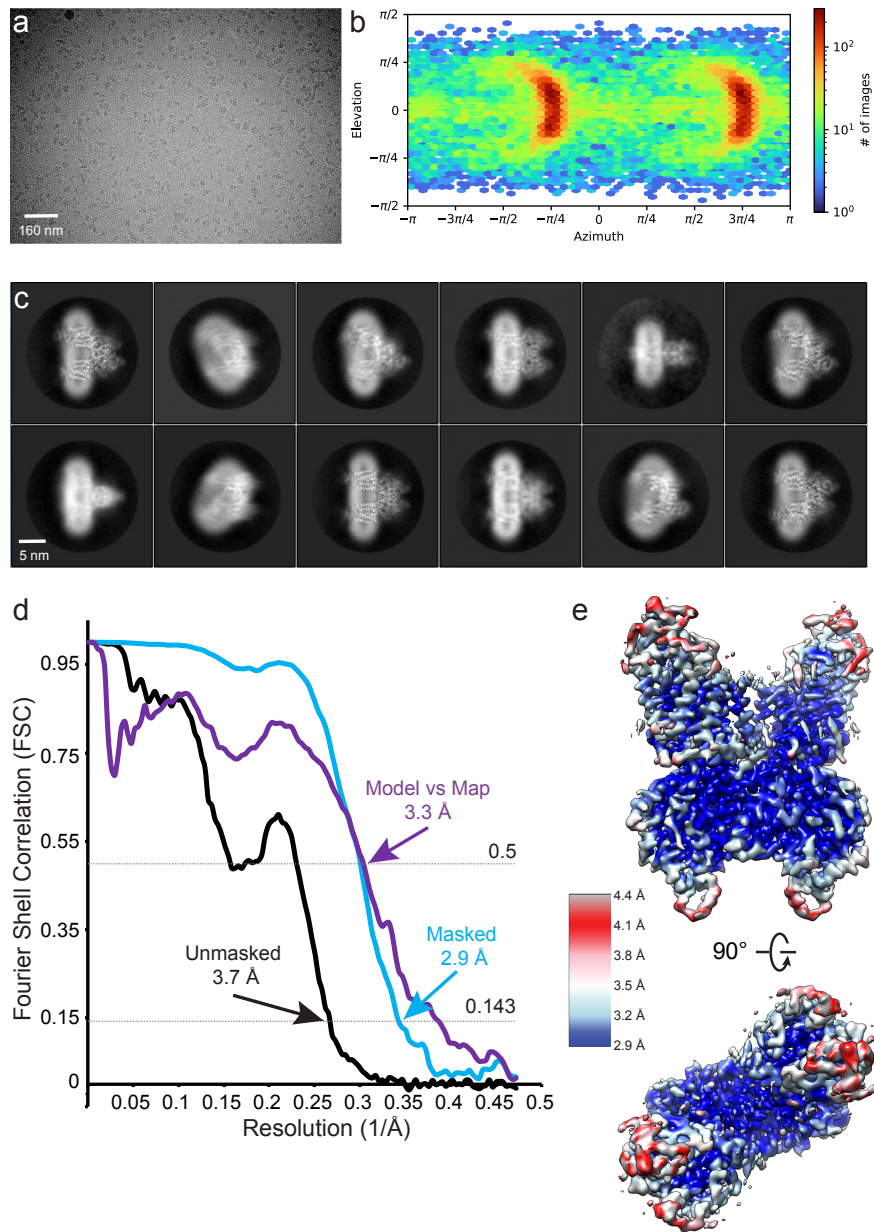 a
160 nm
b
π/2
π/4
0
−π/4
−π/2
Elevation
−π
−3π/4
−π/2
−π/4
0
π/4
π/2
3π/4
π
Azimuth
10²
10¹
10⁰
# of images
c
5 nm
d
0.95
0.75
0.55
0.35
0.15
0
Fourier Shell Correlation (FSC)
Model vs Map
3.3 Å
0.5
Unmasked
3.7 Å
Masked
2.9 Å
0.143
0.05
0.1
0.15
0.2
0.25
0.3
0.35
0.4
0.45
0.5
Resolution (1/Å)
e
4.4 Å
4.1 Å
3.8 Å
3.5 Å
3.2 Å
2.9 Å
90°